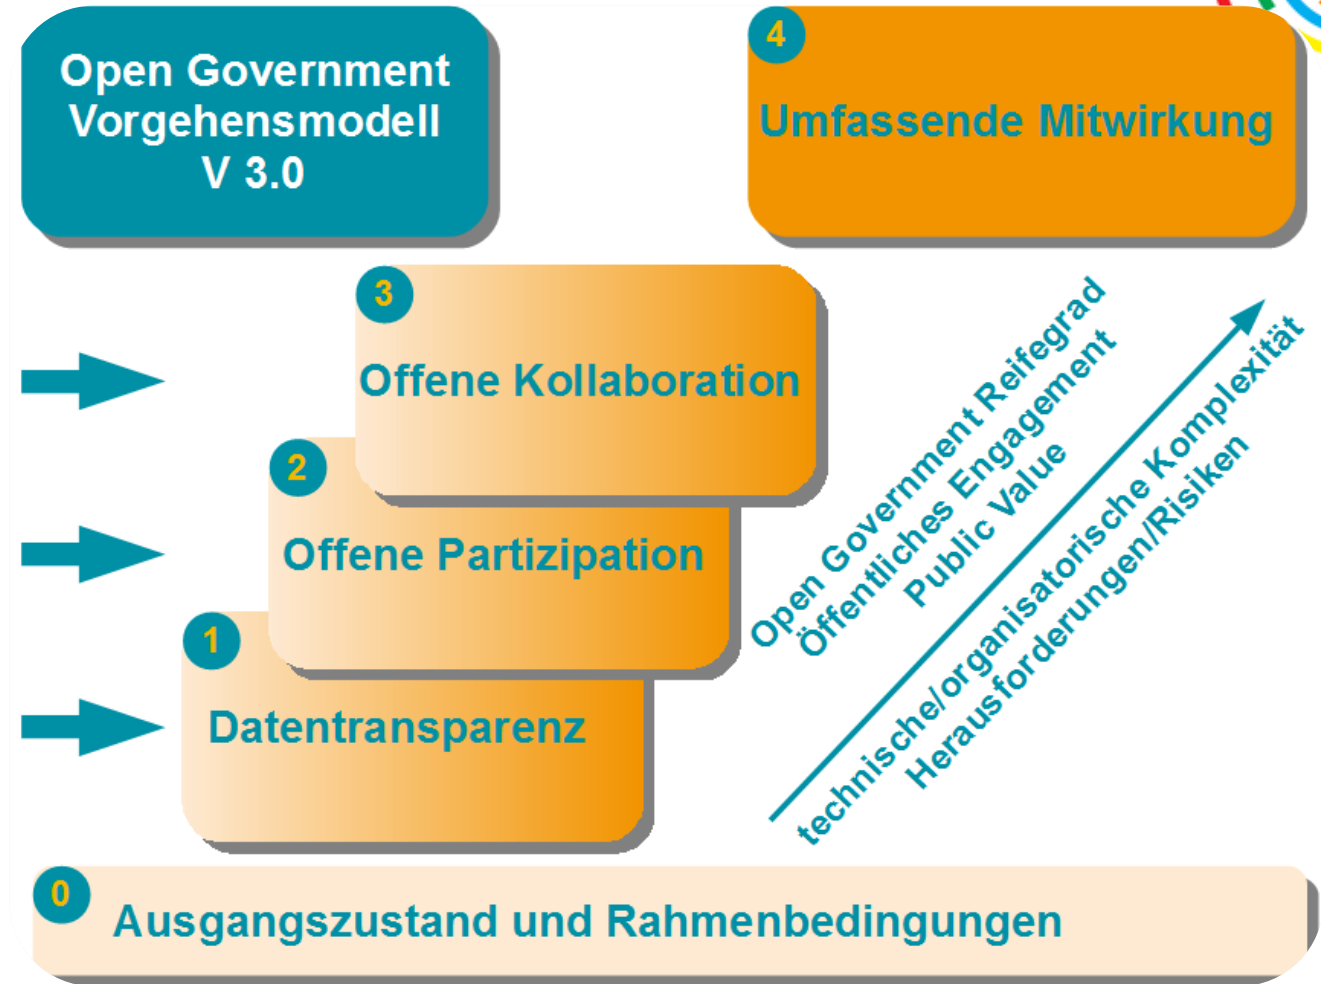 Open Government
Vorgehensmodell
V 3.0
4
Umfassende Mitwirkung
3
Offene Kollaboration
2
Offene Partizipation
1
Datentransparenz
Open Government Reifegrad
Öffentliches Engagement
Public Value
technische/organisatorische Komplexität
Herausforderungen/Risiken
0
Ausgangszustand und Rahmenbedingungen